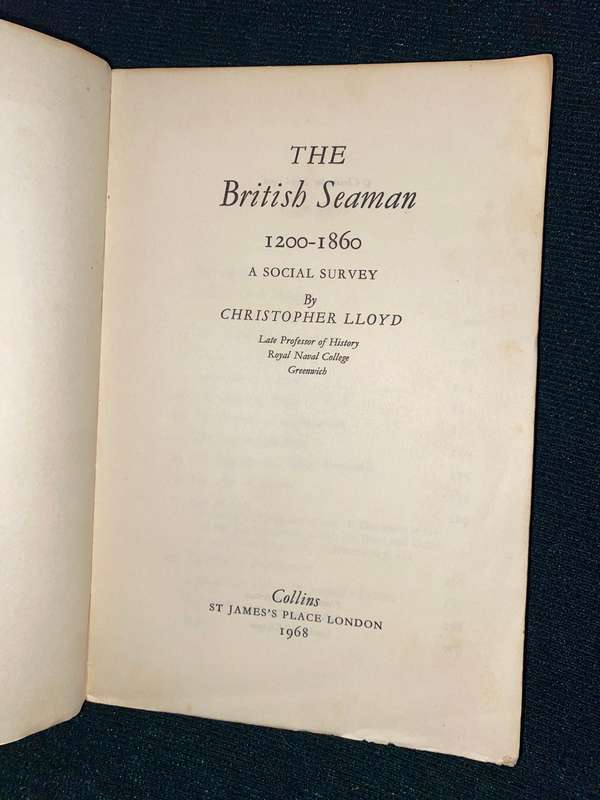 THE
British Seaman
1200-1860
A SOCIAL SURVEY
By
CHRISTOPHER LLOYD
Late Professor of History
Royal Naval College
Greenwich
Collins
ST JAMES'S PLACE LONDON
1968